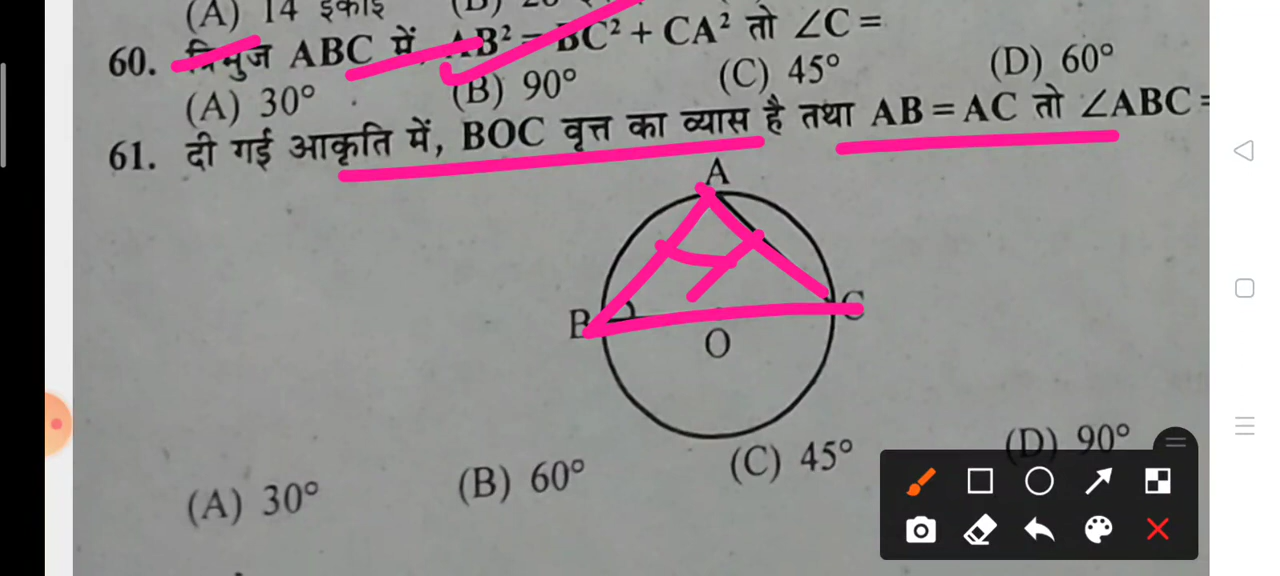 (A) 14 इकाई (B) 20
60. त्रिभुज ABC में, AB² = BC² + CA² तो ∠C =
(A) 30° (B) 90° (C) 45° (D) 60°
61. दी गई आकृति में, BOC वृत्त का व्यास है तथा AB = AC तो ∠ABC =
A
B C
O
(A) 30° (B) 60° (C) 45° (D) 90°